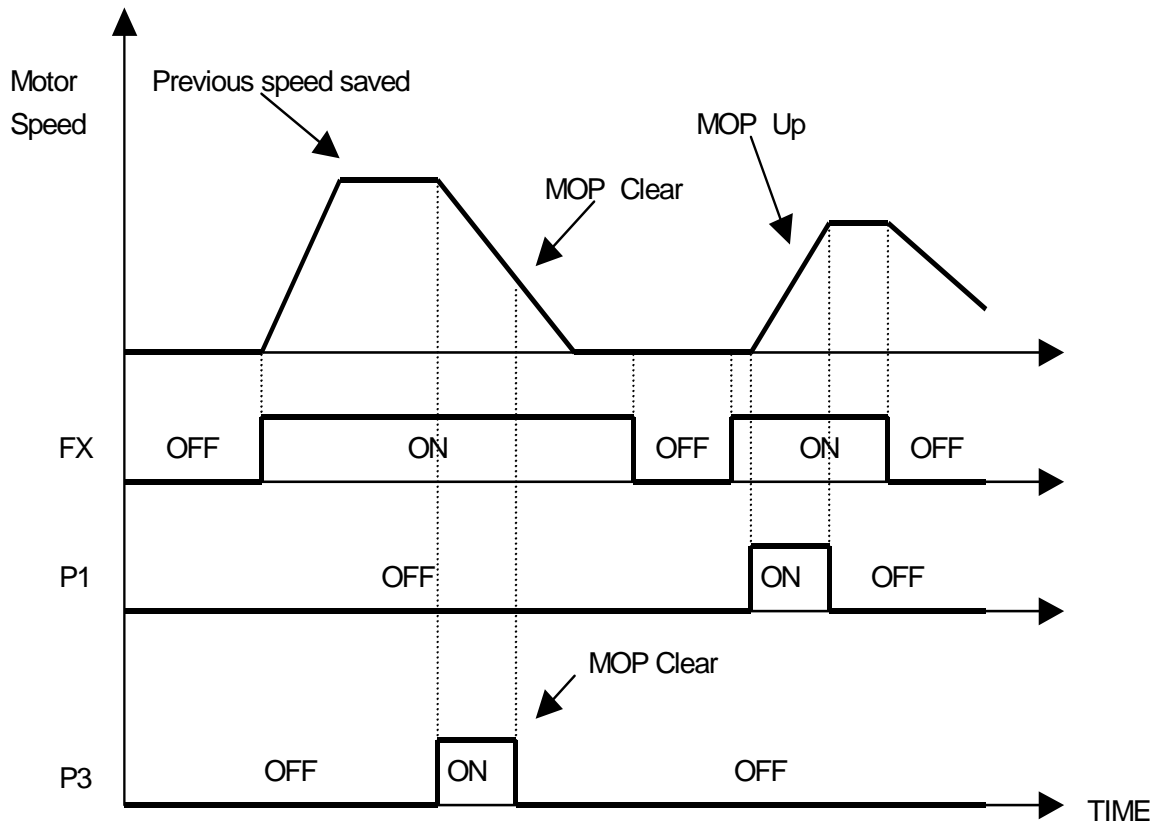 Motor
Speed
Previous speed saved
MOP Up
MOP Clear
FX
OFF
ON
OFF
ON
OFF
P1
OFF
ON
OFF
MOP Clear
P3
OFF
ON
OFF
TIME